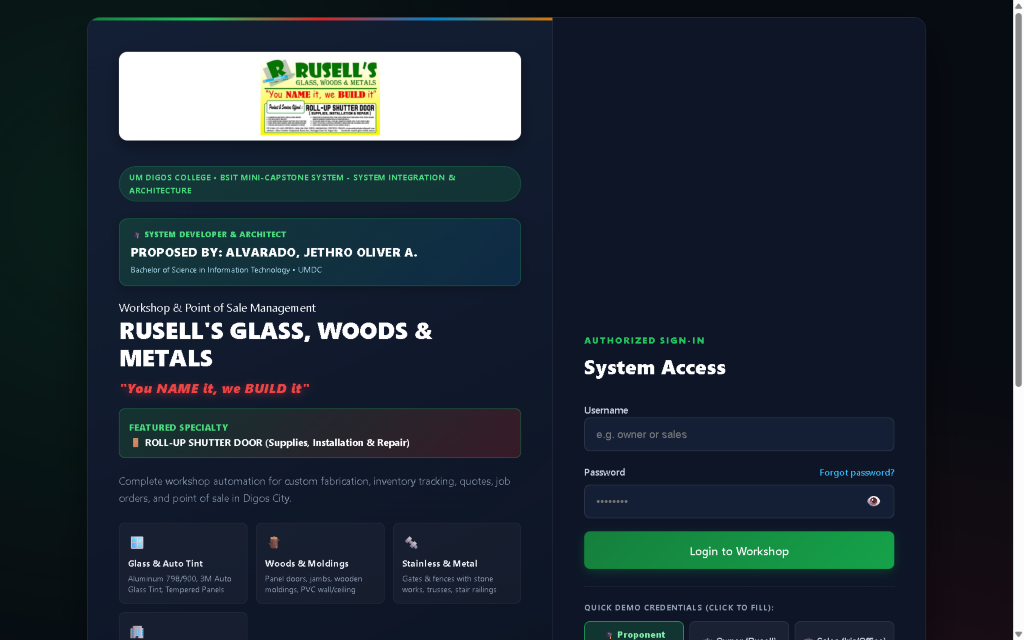 RUSELL'S
GLASS, WOODS & METALS
"You NAME it, we BUILD it"
ROLL-UP SHUTTER DOOR
UM DIGOS COLLEGE • BSIT MINI-CAPSTONE SYSTEM - SYSTEM INTEGRATION &
ARCHITECTURE
SYSTEM DEVELOPER & ARCHITECT
PROPOSED BY: ALVARADO, JETHRO OLIVER A.
Bachelor of Science in Information Technology • UMDC
Workshop & Point of Sale Management
RUSELL'S GLASS, WOODS &
METALS
"You NAME it, we BUILD it"
FEATURED SPECIALTY
ROLL-UP SHUTTER DOOR (Supplies, Installation & Repair)
Complete workshop automation for custom fabrication, inventory tracking, quotes, job
orders, and point of sale in Digos City.
Glass & Auto Tint
Aluminum 798/900, 3M Auto
Glass Tint, Tempered Panels
Woods & Moldings
Panel doors, jambs, wooden
moldings, PVC wall/ceiling
Stainless & Metal
Gates & fences with stone
works, trusses, stair railings
AUTHORIZED SIGN-IN
System Access
Username
e.g. owner or sales
Password
Forgot password?
••••••••
Login to Workshop
QUICK DEMO CREDENTIALS (CLICK TO FILL):
Proponent